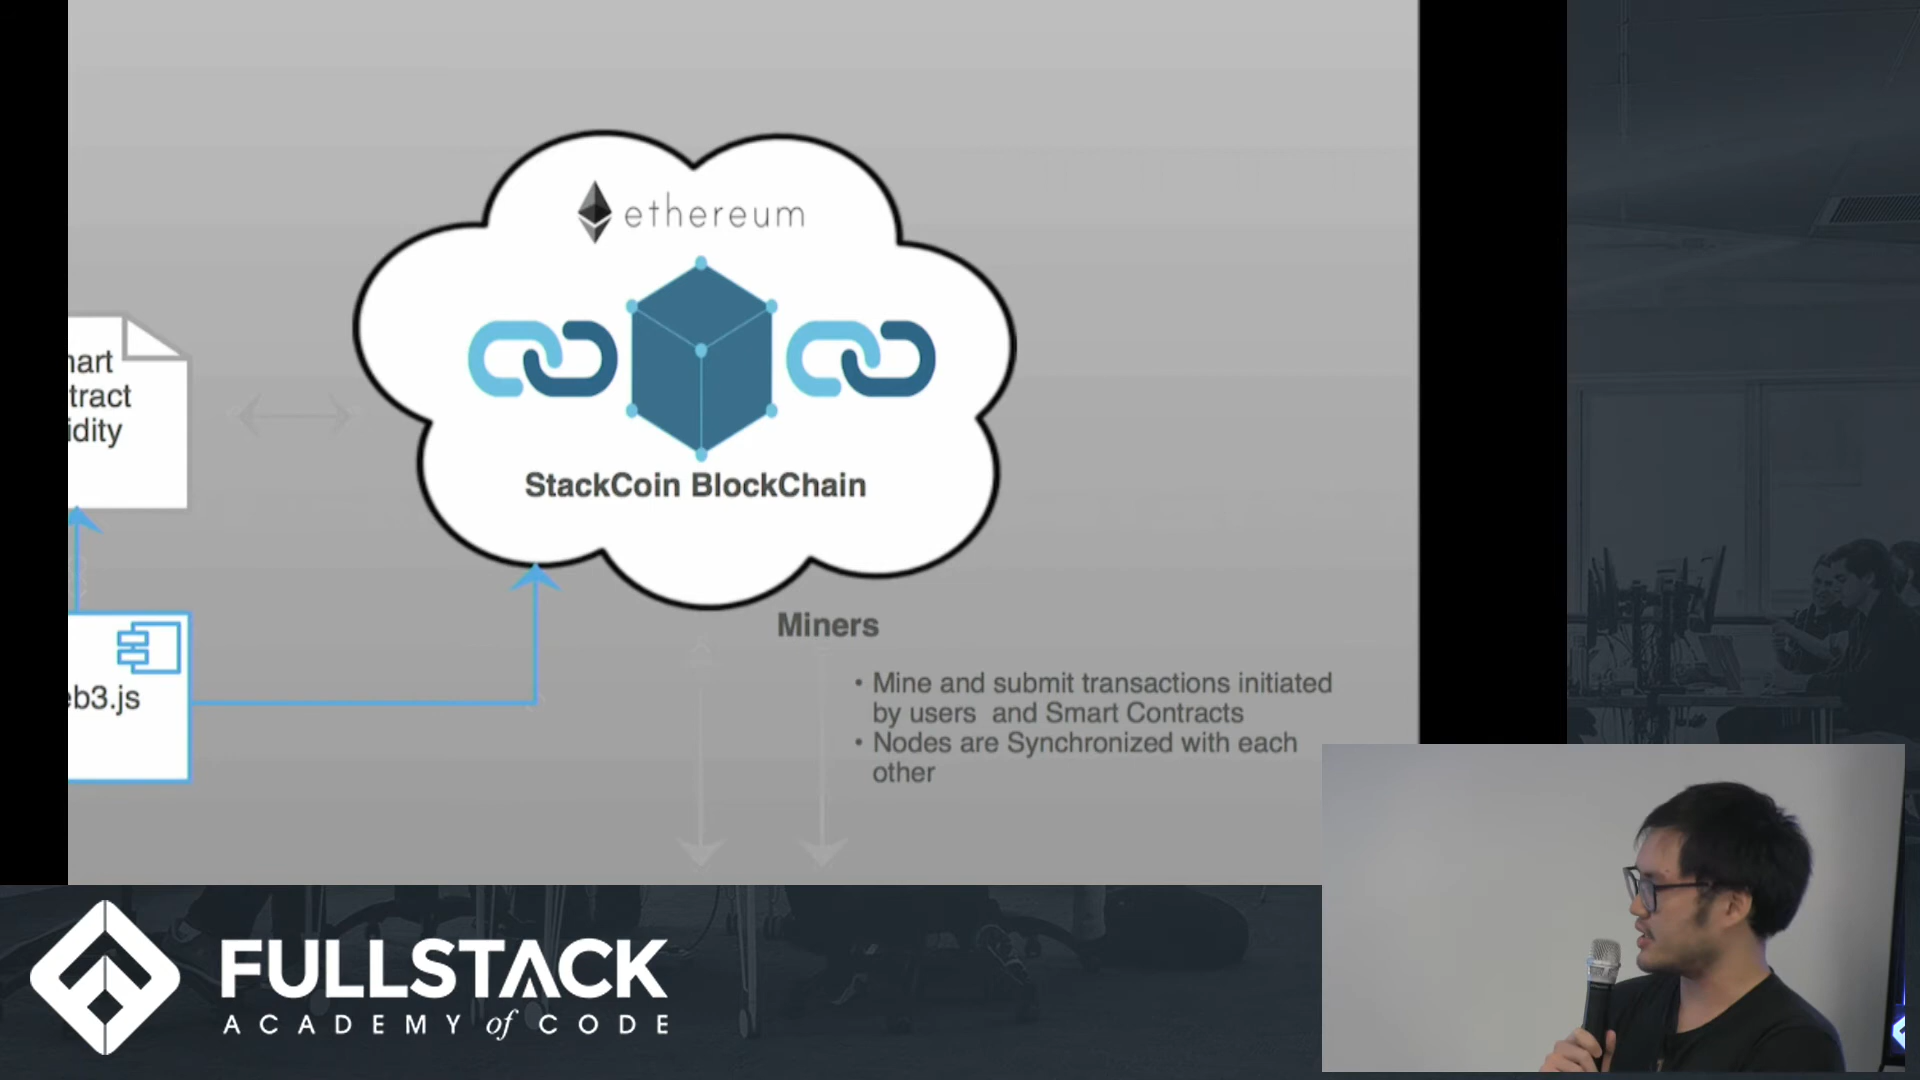 ethereum
StackCoin BlockChain
hart
tract
idity
eb3.js
Miners
• Mine and submit transactions initiated
by users and Smart Contracts
• Nodes are Synchronized with each
other
FULLSTACK
ACADEMY of CODE